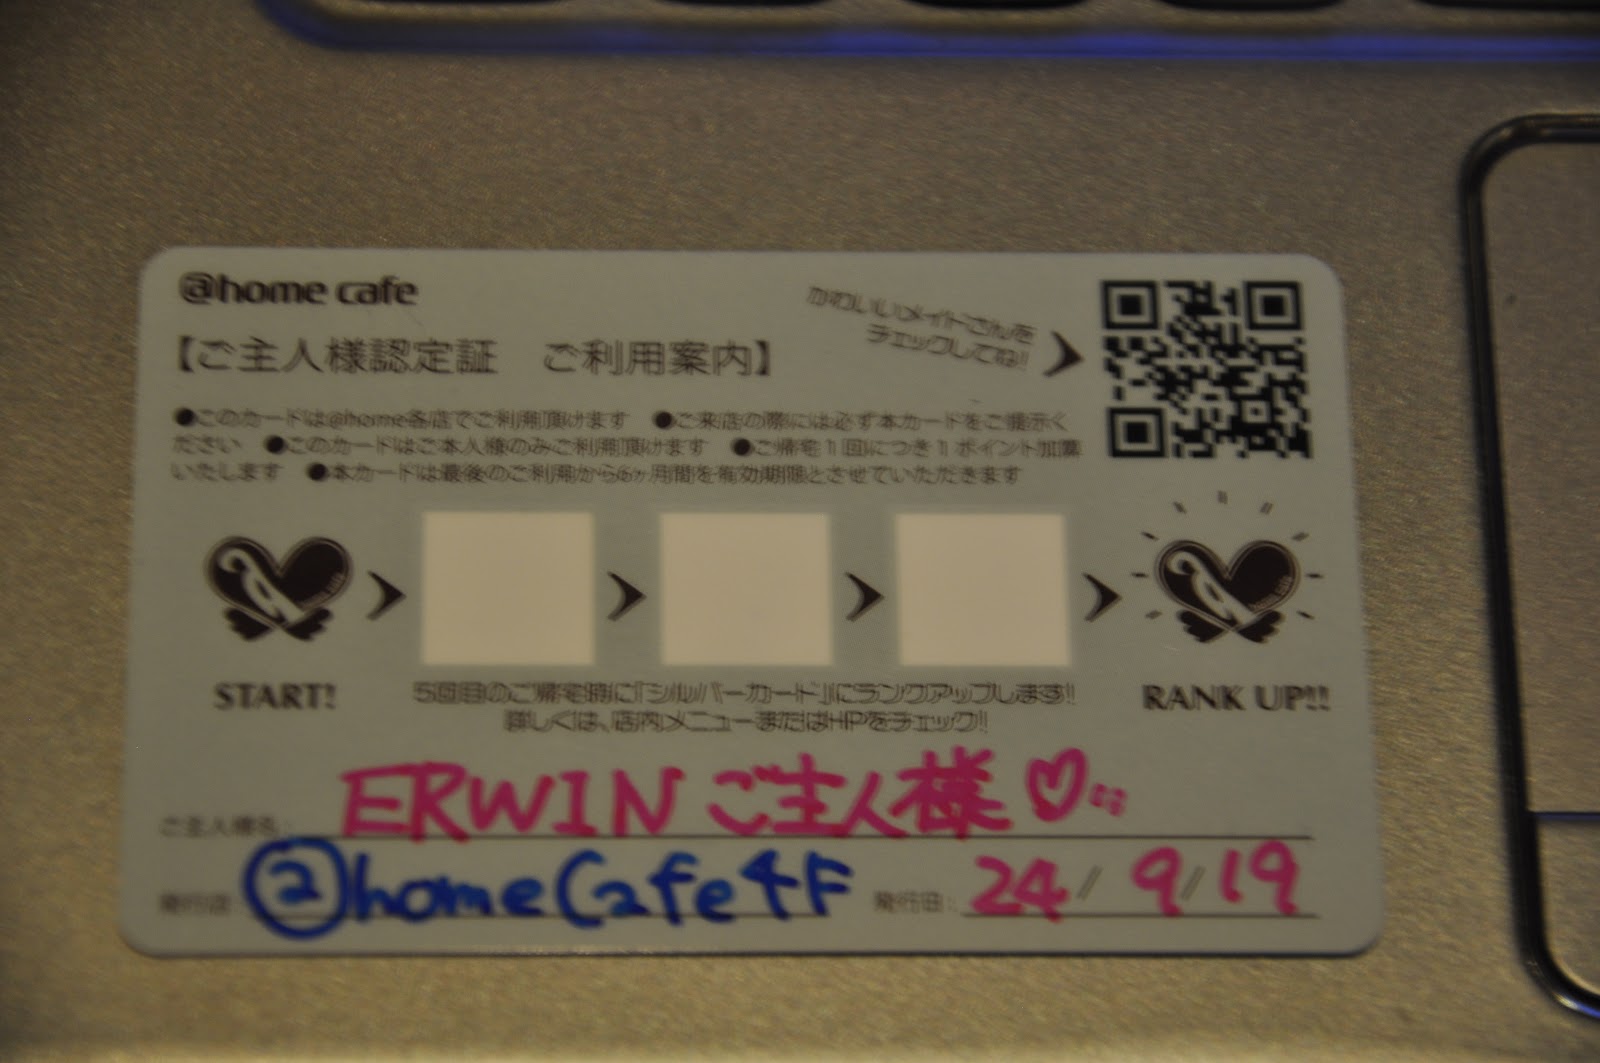 @home cafe
【ご主人様認定証 ご利用案内】
かわいいメイドさんを
チェックしてね!
●このカードは@home各店でご利用頂けます ●ご来店の際には必ず本カードをご提示く
ださい ●このカードはご本人様のみご利用頂けます ●ご帰宅1回につき1ポイント加算
いたします ●本カードは最後のご利用から6ヶ月間を有効期限とさせていただきます
START!
RANK UP!!
5回目のご帰宅時に「シルバーカード」にランクアップします!!
詳しくは、店内メニューまたはHPをチェック!!
ご主人様名: ERWINご主人様♡
発行店: @homeCafe4F 発行日: 24/9/19